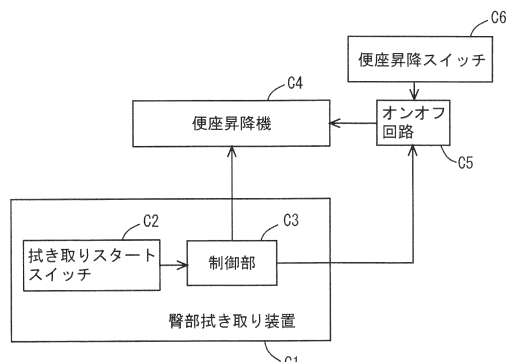 C6
便座昇降スイッチ
C4
便座昇降機
オンオフ
回路
C5
C2
C3
拭き取りスタート
スイッチ
制御部
臀部拭き取り装置
C1